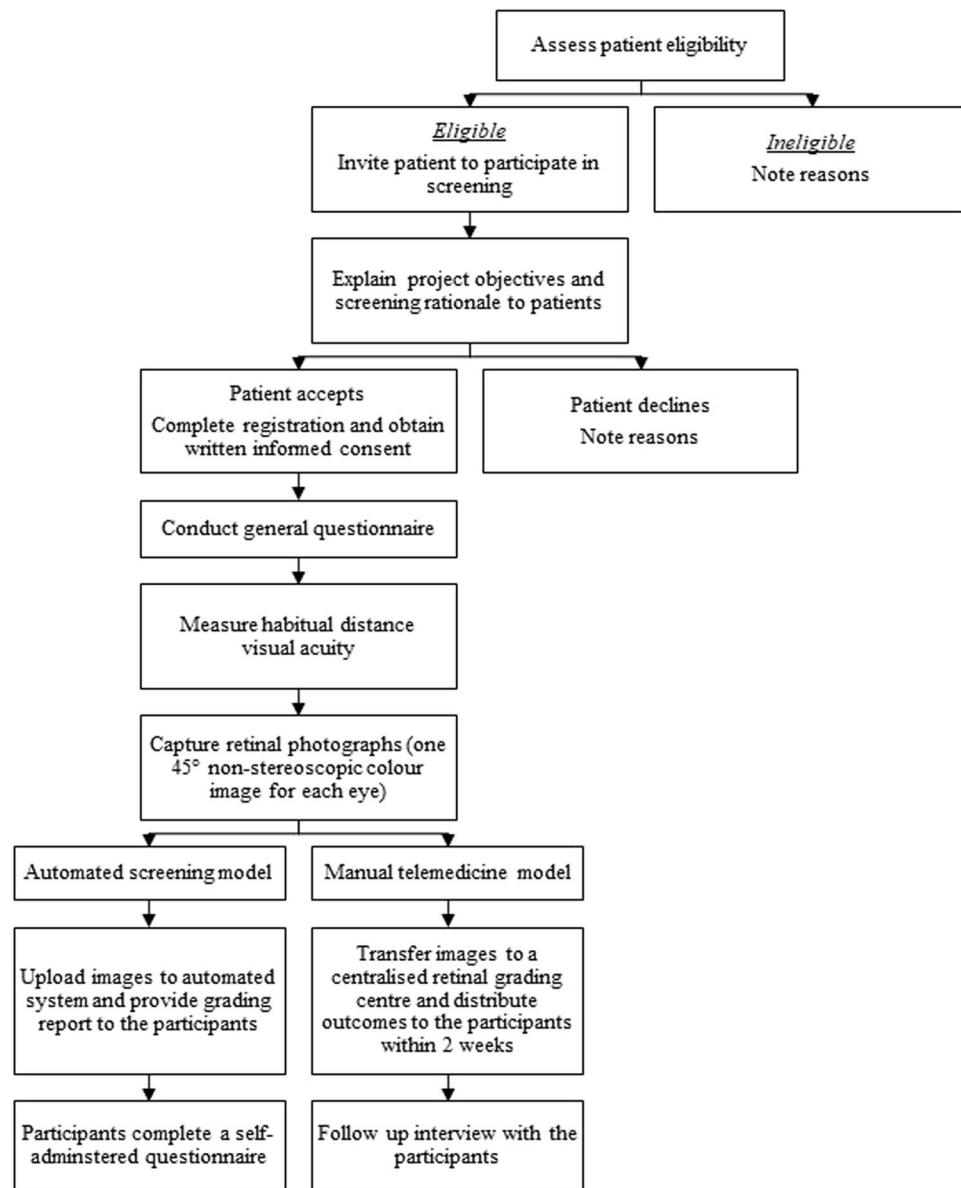 Assess patient eligibility
Eligible
Invite patient to participate in
screening
Ineligible
Note reasons
Explain project objectives and
screening rationale to patients
Patient accepts
Complete registration and obtain
written informed consent
Patient declines
Note reasons
Conduct general questionnaire
Measure habitual distance
visual acuity
Capture retinal photographs (one
45° non-stereoscopic colour
image for each eye)
Automated screening model
Manual telemedicine model
Upload images to automated
system and provide grading
report to the participants
Transfer images to a
centralised retinal grading
centre and distribute
outcomes to the participants
within 2 weeks
Participants complete a self-
adminstered questionnaire
Follow up interview with the
participants